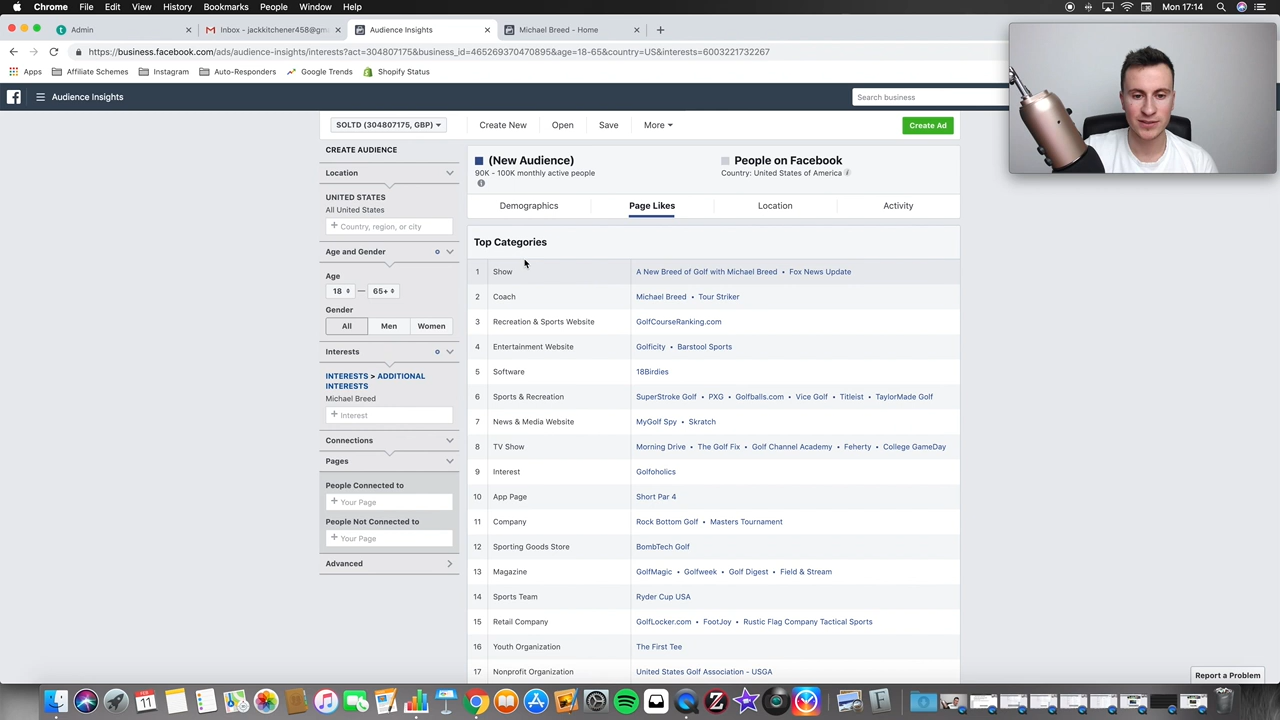 Chrome File Edit View History Bookmarks People Window Help Mon 17:14
Admin × Inbox - jackkitchener458@gm × Audience Insights × Michael Breed - Home × +
https://business.facebook.com/ads/audience-insights/interests?act=304807175&business_id=465269370470895&age=18-65&country=US&interests=6003221732267
Apps Affiliate Schemes Instagram Auto-Responders Google Trends Shopify Status
Audience Insights Search business
SOLTD (304807175, GBP) Create New Open Save More Create Ad
CREATE AUDIENCE
Location
UNITED STATES
All United States
+ Country, region, or city
Age and Gender
Age
18 — 65+
Gender
All Men Women
Interests
INTERESTS > ADDITIONAL
INTERESTS
Michael Breed
+ Interest
Connections
Pages
People Connected to
+ Your Page
People Not Connected to
+ Your Page
Advanced
(New Audience) People on Facebook
90K - 100K monthly active people Country: United States of America
Demographics Page Likes Location Activity
Top Categories
1 Show A New Breed of Golf with Michael Breed • Fox News Update
2 Coach Michael Breed • Tour Striker
3 Recreation & Sports Website GolfCourseRanking.com
4 Entertainment Website Golficity • Barstool Sports
5 Software 18Birdies
6 Sports & Recreation SuperStroke Golf • PXG • Golfballs.com • Vice Golf • Titleist • TaylorMade Golf
7 News & Media Website MyGolf Spy • Skratch
8 TV Show Morning Drive • The Golf Fix • Golf Channel Academy • Feherty • College GameDay
9 Interest Golfoholics
10 App Page Short Par 4
11 Company Rock Bottom Golf • Masters Tournament
12 Sporting Goods Store BombTech Golf
13 Magazine GolfMagic • Golfweek • Golf Digest • Field & Stream
14 Sports Team Ryder Cup USA
15 Retail Company GolfLocker.com • FootJoy • Rustic Flag Company Tactical Sports
16 Youth Organization The First Tee
17 Nonprofit Organization United States Golf Association - USGA
Report a Problem